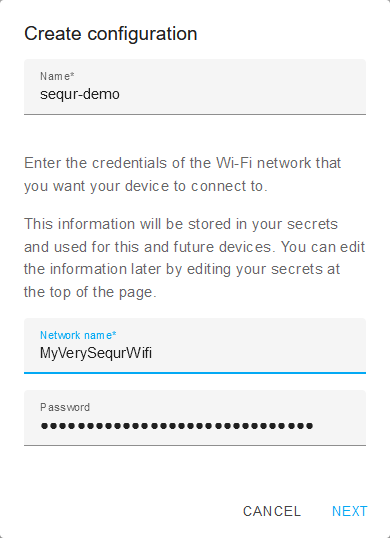 Create configuration
Name*
sequr-demo
Enter the credentials of the Wi-Fi network that
you want your device to connect to.
This information will be stored in your secrets
and used for this and future devices. You can edit
the information later by editing your secrets at
the top of the page.
Network name*
MyVerySequrWifi
Password
●●●●●●●●●●●●●●●●●●●●●●●●●●●●●●
CANCEL NEXT